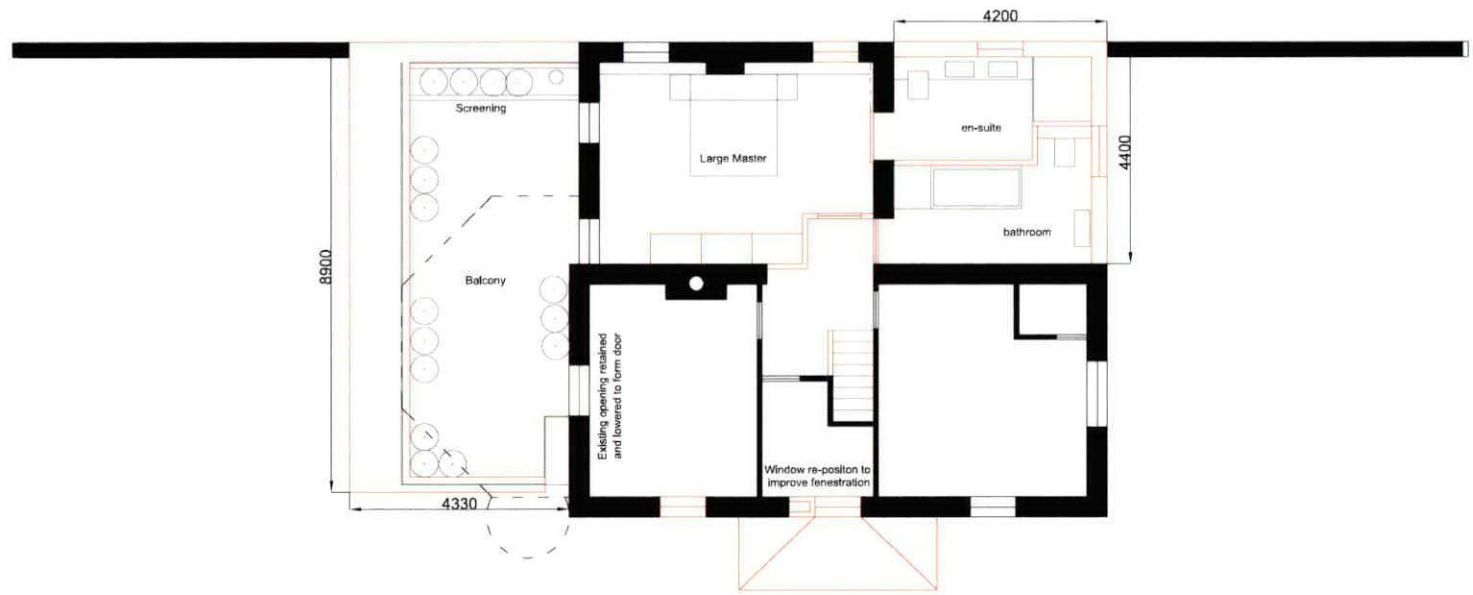 4200
Screening
Large Master
en-suite
4400
bathroom
8900
Balcony
Existing opening retained
and lowered to form door
Window re-positon to
improve fenestration
4330